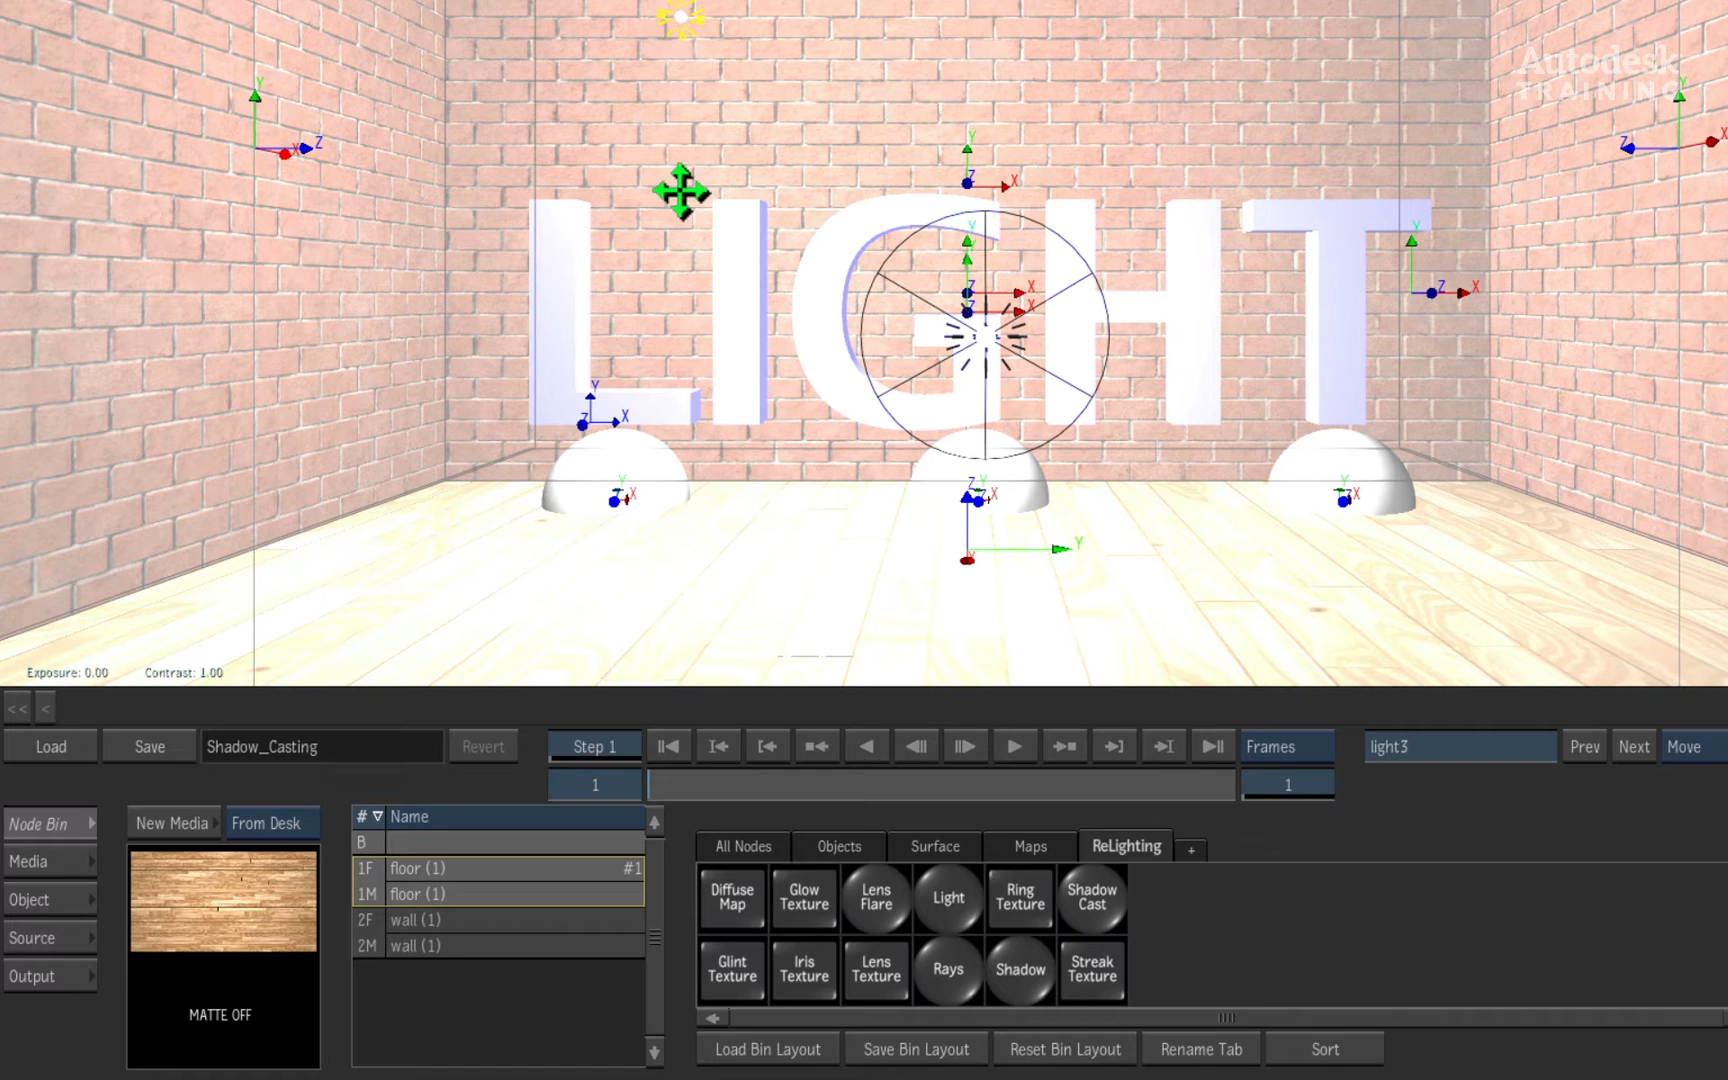 Autodesk
TRAINING
Y
Z
X
Y
Z
X
Y
Z
X
LIGHT
Y
Z
X
Z
X
Y
Z
X
Y
Z
X
Y
Z
X
Y
Z
X
Y
Z
X
Z
Y
X
Exposure: 0.00
Contrast: 1.00
<<
<
Load
Save
Shadow_Casting
Revert
Step 1
Frames
light3
Prev
Next
Move
1
1
Node Bin
Media
Object
Source
Output
New Media
From Desk
MATTE OFF
# Name
B
1F floor (1) #1
1M floor (1)
2F wall (1)
2M wall (1)
All Nodes
Objects
Surface
Maps
ReLighting
+
Diffuse Map
Glow Texture
Lens Flare
Light
Ring Texture
Shadow Cast
Glint Texture
Iris Texture
Lens Texture
Rays
Shadow
Streak Texture
Load Bin Layout
Save Bin Layout
Reset Bin Layout
Rename Tab
Sort